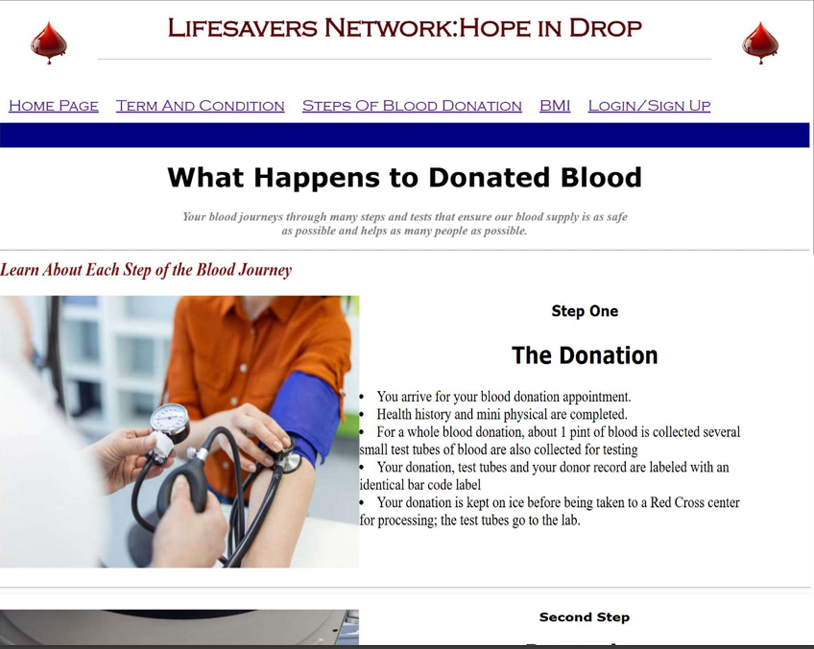 Lifesavers Network:Hope in Drop
Home Page Term And Condition Steps Of Blood Donation BMI Login/Sign Up
What Happens to Donated Blood
Your blood journeys through many steps and tests that ensure our blood supply is as safe
as possible and helps as many people as possible.
Learn About Each Step of the Blood Journey
Step One
The Donation
• You arrive for your blood donation appointment.
• Health history and mini physical are completed.
• For a whole blood donation, about 1 pint of blood is collected several
small test tubes of blood are also collected for testing
• Your donation, test tubes and your donor record are labeled with an
identical bar code label
• Your donation is kept on ice before being taken to a Red Cross center
for processing; the test tubes go to the lab.
Second Step